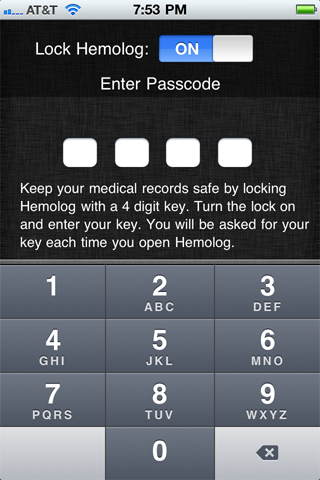 AT&T 7:53 PM
Lock Hemolog: ON
Enter Passcode
Keep your medical records safe by locking
Hemolog with a 4 digit key. Turn the lock on
and enter your key. You will be asked for your
key each time you open Hemolog.
1 2 3
ABC DEF
4 5 6
GHI JKL MNO
7 8 9
PQRS TUV WXYZ
0